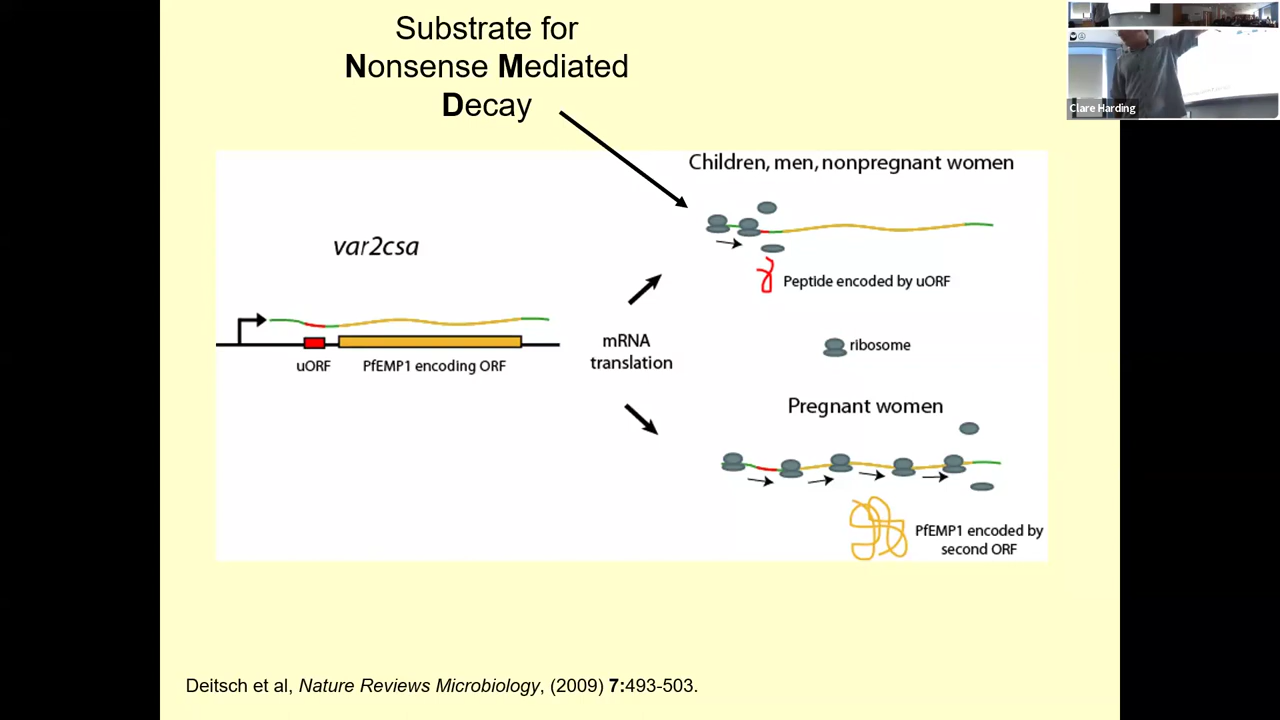 Substrate for
Nonsense Mediated
Decay
Clare Harding
Children, men, nonpregnant women
var2csa
Peptide encoded by uORF
mRNA
translation
ribosome
uORF
PfEMP1 encoding ORF
Pregnant women
PfEMP1 encoded by
second ORF
Deitsch et al, Nature Reviews Microbiology, (2009) 7:493-503.